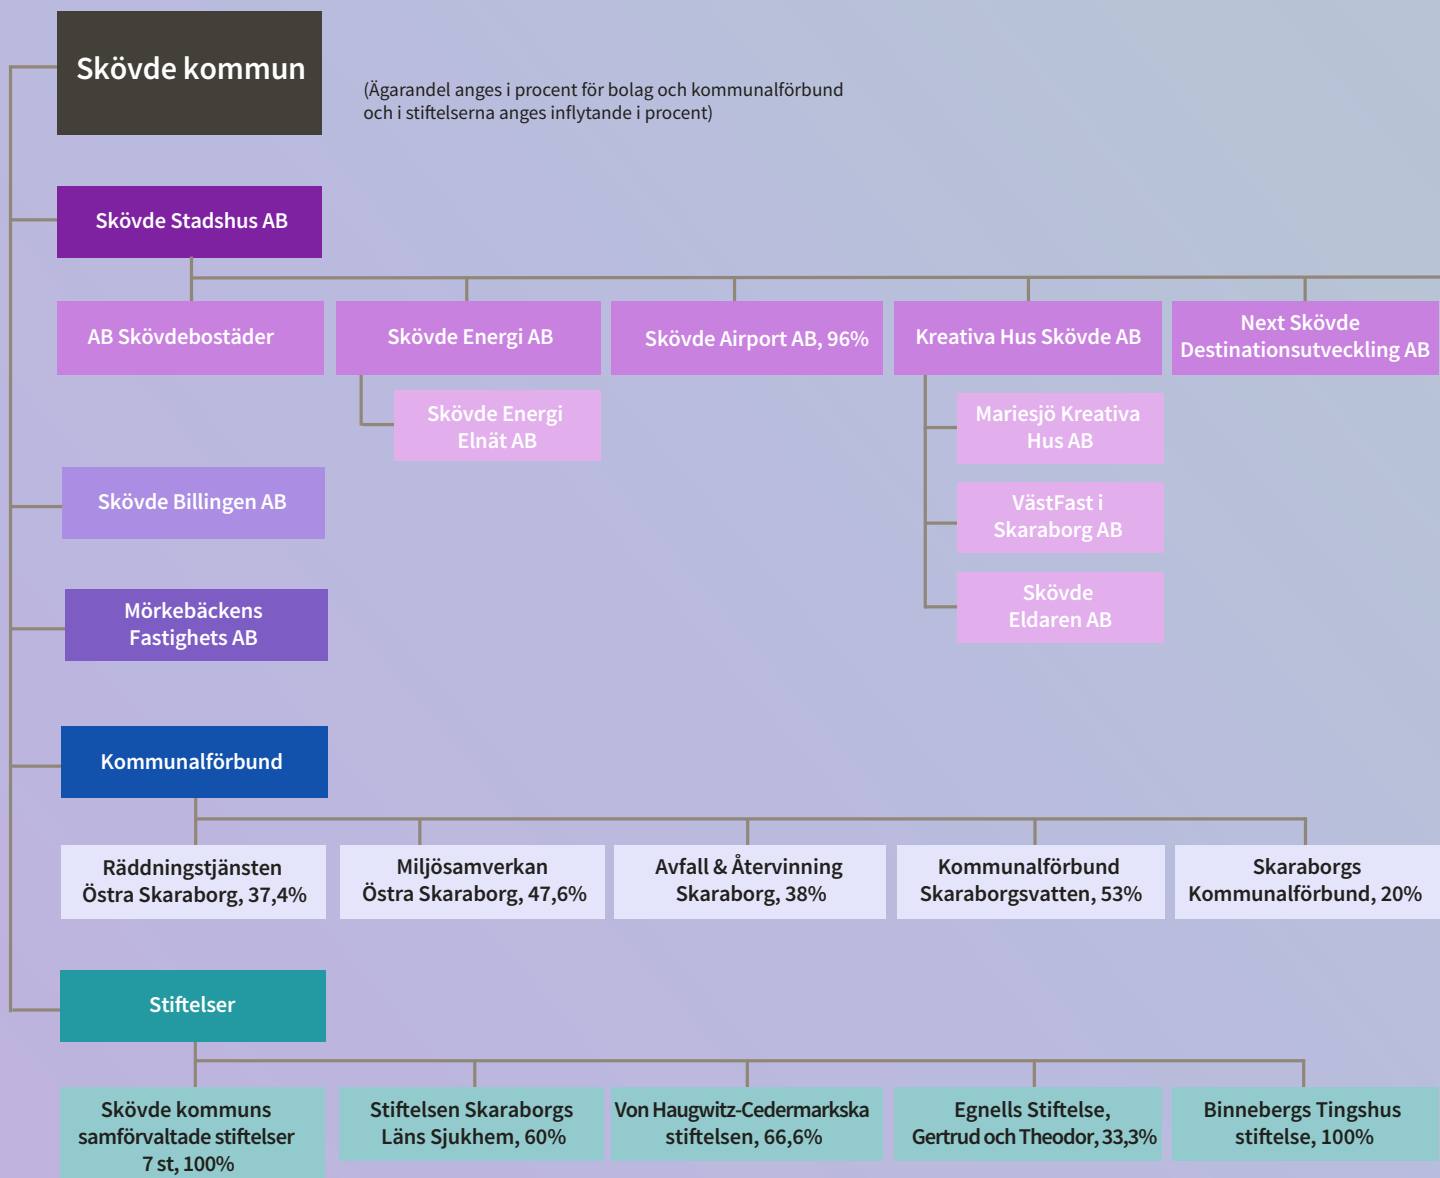 Skövde kommun
(Ägarandel anges i procent för bolag och kommunalförbund
och i stiftelserna anges inflytande i procent)
Skövde Stadshus AB
AB Skövdebostäder
Skövde Energi AB
Skövde Airport AB, 96%
Kreativa Hus Skövde AB
Next Skövde
Destinationsutveckling AB
Skövde Energi
Elnät AB
Mariesjö Kreativa
Hus AB
VästFast i
Skaraborg AB
Skövde
Eldaren AB
Skövde Billingen AB
Mörkebäckens
Fastighets AB
Kommunalförbund
Räddningstjänsten
Östra Skaraborg, 37,4%
Miljösamverkan
Östra Skaraborg, 47,6%
Avfall & Återvinning
Skaraborg, 38%
Kommunalförbund
Skaraborgsvatten, 53%
Skaraborgs
Kommunalförbund, 20%
Stiftelser
Skövde kommuns
samförvaltade stiftelser
7 st, 100%
Stiftelsen Skaraborgs
Läns Sjukhem, 60%
Von Haugwitz-Cedermarkska
stiftelsen, 66,6%
Egnells Stiftelse,
Gertrud och Theodor, 33,3%
Binnebergs Tingshus
stiftelse, 100%